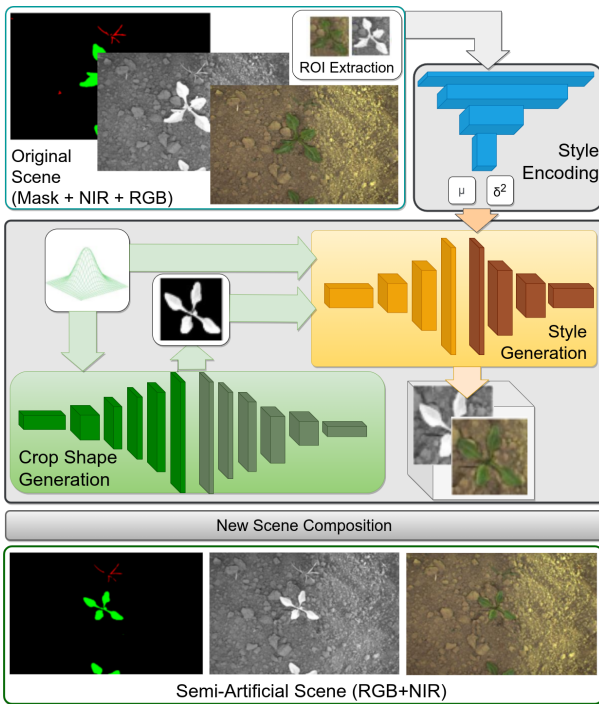 ROI Extraction
Original
Scene
(Mask + NIR + RGB)
Style
Encoding
μ
δ²
Style
Generation
Crop Shape
Generation
New Scene Composition
Semi-Artificial Scene (RGB+NIR)